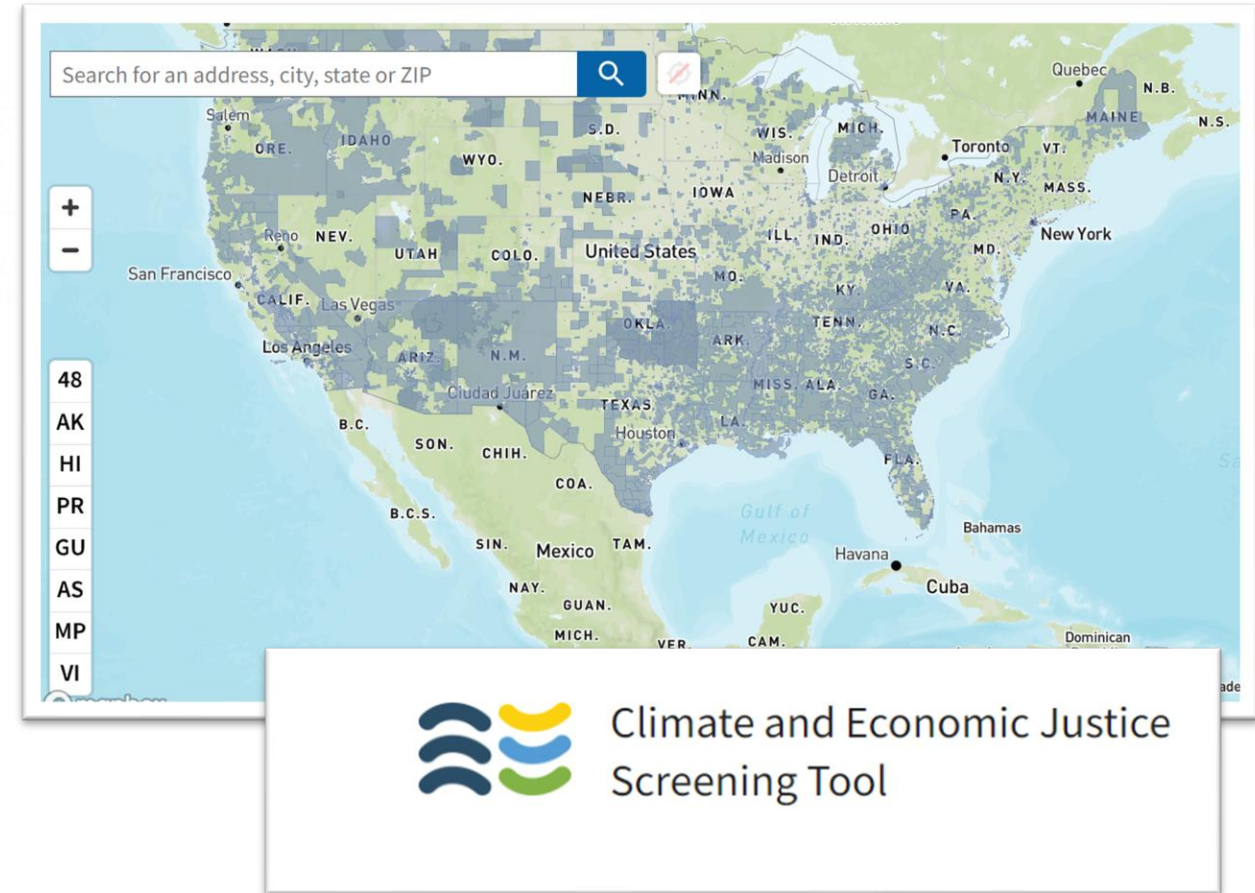 Search for an address, city, state or ZIP
Quebec
N.B.
MAINE
N.S.
MINN.
Salem
ORE.
IDAHO
WYO.
S.D.
WIS.
MICH.
Madison
Toronto
VT.
Detroit
N.Y.
MASS.
NEBR.
IOWA
PA.
+
−
Reno
NEV.
UTAH
COLO.
United States
ILL.
IND.
OHIO
MD.
New York
San Francisco
MO.
KY.
VA.
CALIF.
Las Vegas
OKLA.
ARK.
TENN.
N.C.
Los Angeles
ARIZ.
N.M.
S.C.
MISS.
ALA.
GA.
48
AK
HI
PR
GU
AS
MP
VI
Ciudad Juárez
TEXAS
LA.
Houston
FLA.
B.C.
SON.
CHIH.
COA.
B.C.S.
Gulf of
Mexico
Bahamas
SIN.
Mexico
TAM.
Havana
Cuba
NAY.
GUAN.
YUC.
MICH.
VER.
CAM.
Dominican
mapbox
Climate and Economic Justice
Screening Tool